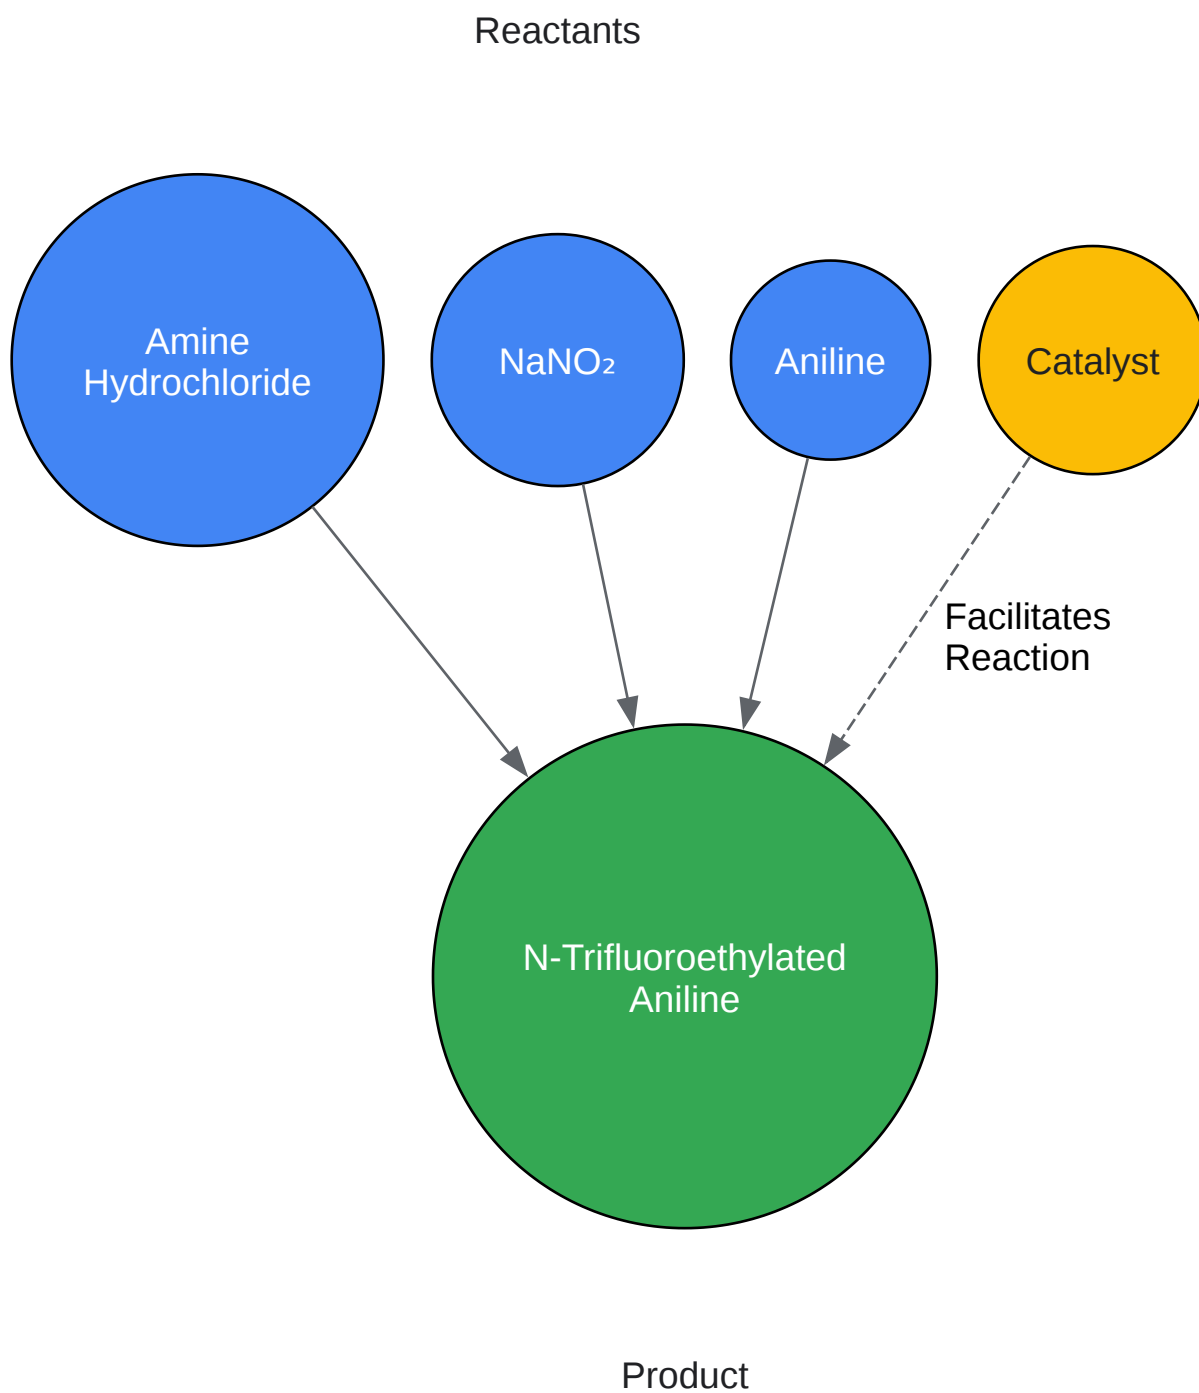 Reactants
Amine
Hydrochloride
NaNO₂
Aniline
Catalyst
Facilitates
Reaction
N-Trifluoroethylated
Aniline
Product